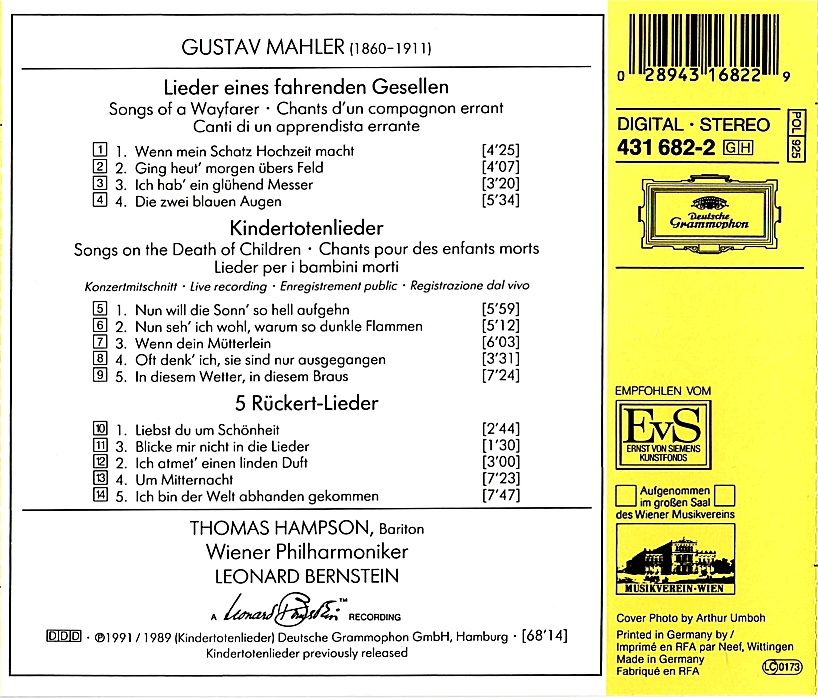 GUSTAV MAHLER (1860–1911)
Lieder eines fahrenden Gesellen
Songs of a Wayfarer · Chants d'un compagnon errant
Canti di un apprendista errante
1 1. Wenn mein Schatz Hochzeit macht [4'25]
2 2. Ging heut' morgen übers Feld [4'07]
3 3. Ich hab' ein glühend Messer [3'20]
4 4. Die zwei blauen Augen [5'34]
Kindertotenlieder
Songs on the Death of Children · Chants pour des enfants morts
Lieder per i bambini morti
Konzertmitschnitt · Live recording · Enregistrement public · Registrazione dal vivo
5 1. Nun will die Sonn' so hell aufgehn [5'59]
6 2. Nun seh' ich wohl, warum so dunkle Flammen [5'12]
7 3. Wenn dein Mütterlein [6'03]
8 4. Oft denk' ich, sie sind nur ausgegangen [3'31]
9 5. In diesem Wetter, in diesem Braus [7'24]
5 Rückert-Lieder
10 1. Liebst du um Schönheit [2'44]
11 3. Blicke mir nicht in die Lieder [1'30]
12 2. Ich atmet' einen linden Duft [3'00]
13 4. Um Mitternacht [7'23]
14 5. Ich bin der Welt abhanden gekommen [7'47]
THOMAS HAMPSON, Bariton
Wiener Philharmoniker
LEONARD BERNSTEIN
A Leonard Bernstein™ RECORDING
DDD · ℗1991 / 1989 (Kindertotenlieder) Deutsche Grammophon GmbH, Hamburg · [68'14]
Kindertotenlieder previously released
0 28943 16822 9
DIGITAL · STEREO
431 682-2 GH
POL 925
Deutsche
Grammophon
EMPFOHLEN VOM
EvS
ERNST VON SIEMENS
KUNSTFONDS
Aufgenommen
im großen Saal
des Wiener Musikvereins
MUSIKVEREIN·WIEN
Cover Photo by Arthur Umboh
Printed in Germany by /
Imprimé en RFA par Neef, Wittingen
Made in Germany
Fabriqué en RFA
LC 0173